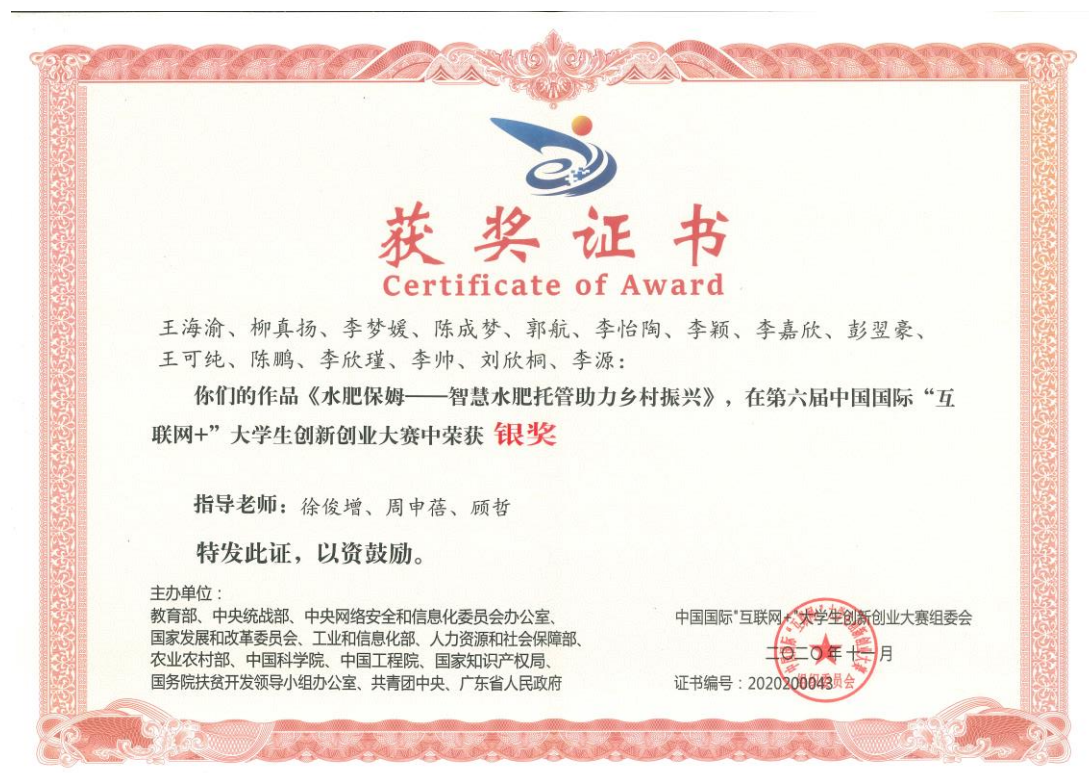 获奖证书
Certificate of Award
王海渝、柳真扬、李梦媛、陈成梦、郭航、李怡陶、李颖、李嘉欣、彭翌豪、
王可纯、陈鹏、李欣瑾、李帅、刘欣桐、李源：
你们的作品《水肥保姆——智慧水肥托管助力乡村振兴》，在第六届中国国际“互
联网+”大学生创新创业大赛中荣获 银奖
指导老师：徐俊增、周申蓓、顾哲
特发此证，以资鼓励。
主办单位：
教育部、中央统战部、中央网络安全和信息化委员会办公室、
国家发展和改革委员会、工业和信息化部、人力资源和社会保障部、
农业农村部、中国科学院、中国工程院、国家知识产权局、
国务院扶贫开发领导小组办公室、共青团中央、广东省人民政府
中国国际"互联网+"大学生创新创业大赛组委会
二〇二〇年十一月
证书编号：2020200043